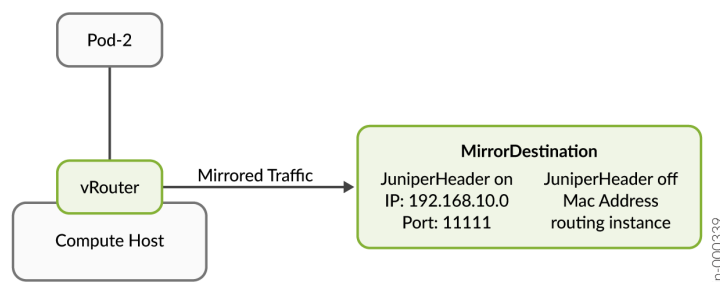 Pod-2
vRouter
Mirrored Traffic
Compute Host
MirrorDestination
JuniperHeader on
IP: 192.168.10.0
Port: 11111
JuniperHeader off
Mac Address
routing instance